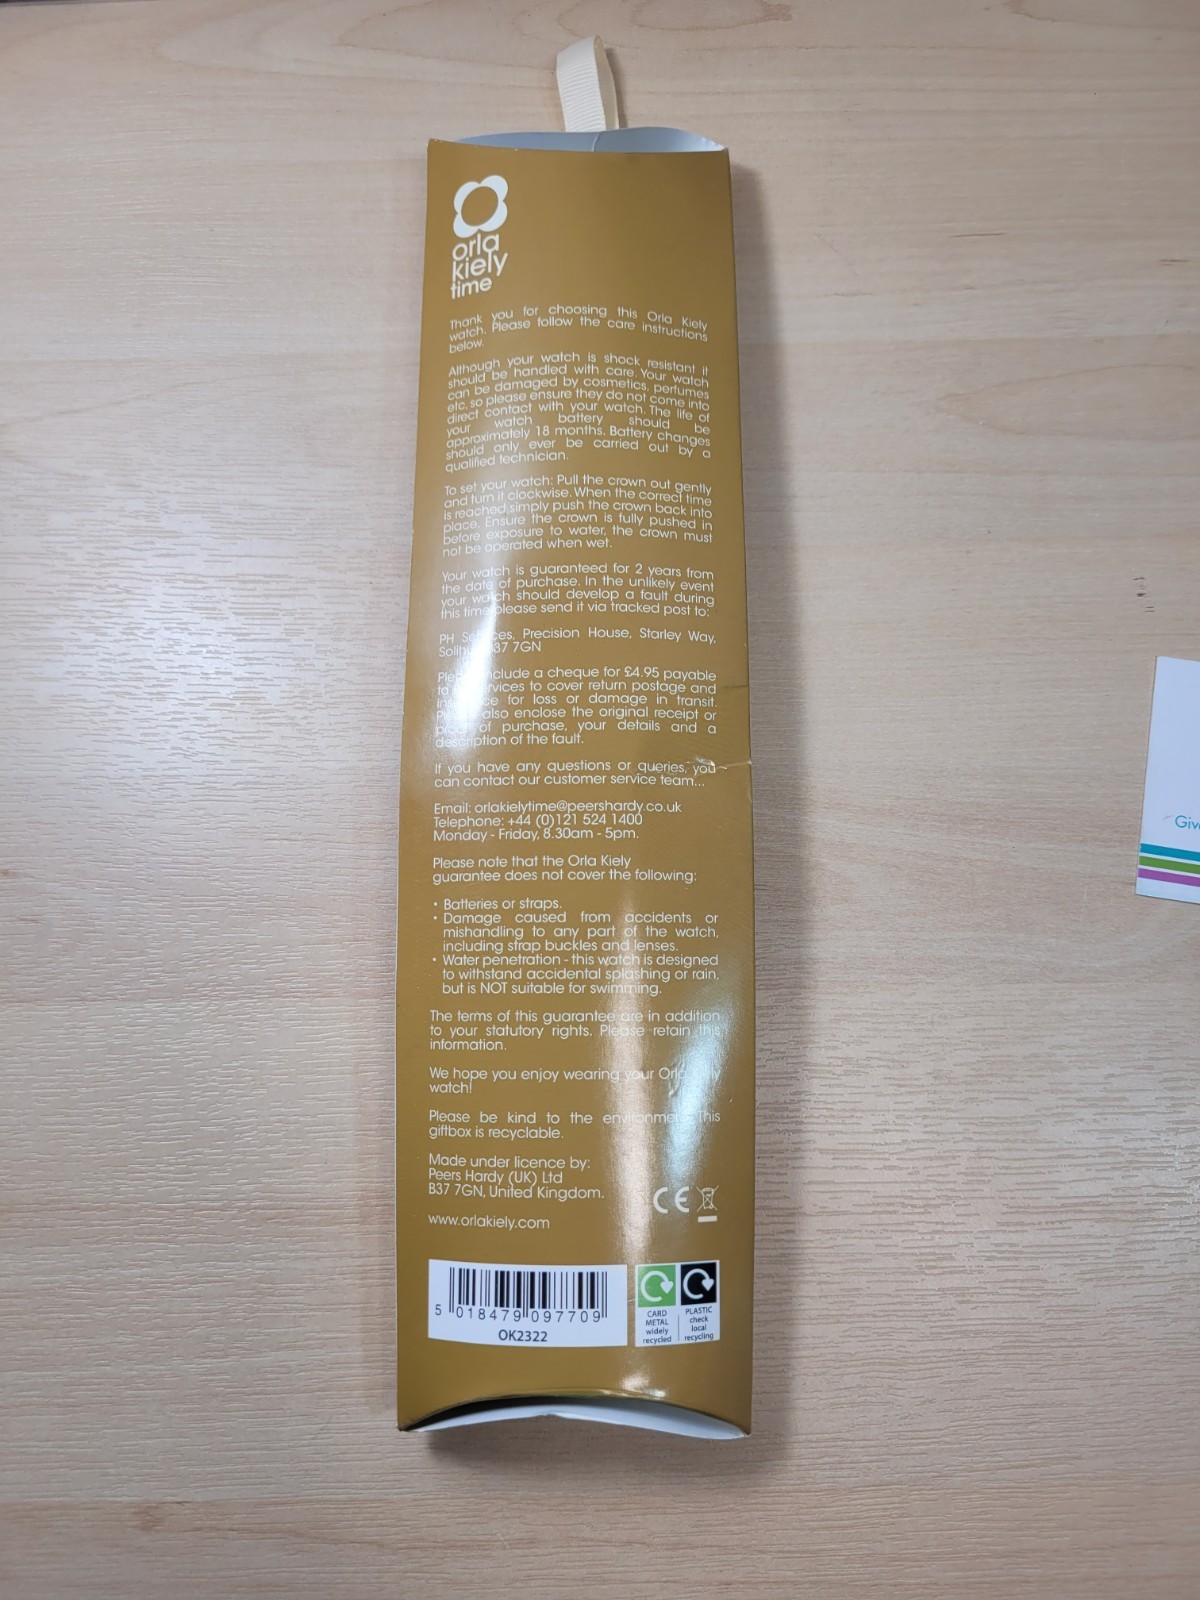 orla
kiely
time
Thank you for choosing this Orla Kiely
watch. Please follow the care instructions
below.
Although your watch is shock resistant it
should be handled with care. Your watch
can be damaged by cosmetics, perfumes
etc, so please ensure they do not come into
direct contact with your watch. The life of
your watch battery should be
approximately 18 months. Battery changes
should only ever be carried out by a
qualified technician.
To set your watch: Pull the crown out gently
and turn it clockwise. When the correct time
is reached simply push the crown back into
place. Ensure the crown is fully pushed in
before exposure to water, the crown must
not be operated when wet.
Your watch is guaranteed for 2 years from
the date of purchase. In the unlikely event
your watch should develop a fault during
this time please send it via tracked post to:
PH Services, Precision House, Starley Way,
B37 7GN
include a cheque for £4.95 payable
to services to cover return postage and
for loss or damage in transit.
also enclose the original receipt or
proof of purchase, your details and a
description of the fault.
If you have any questions or queries, you
can contact our customer service team...
Email: orlakielytime@peershardy.co.uk
Telephone: +44 (0)121 524 1400
Monday - Friday, 8.30am - 5pm.
Please note that the Orla Kiely
guarantee does not cover the following:
• Batteries or straps.
• Damage caused from accidents or
mishandling to any part of the watch,
including strap buckles and lenses.
• Water penetration - this watch is designed
to withstand accidental splashing or rain,
but is NOT suitable for swimming.
The terms of this guarantee are in addition
to your statutory rights. Please retain this
information.
We hope you enjoy wearing your Orla Kiely
watch!
Please be kind to the environment. This
giftbox is recyclable.
Made under licence by:
Peers Hardy (UK) Ltd
B37 7GN, United Kingdom.
CE
www.orlakiely.com
5 018479 097709
OK2322
CARD
METAL
widely
recycled
PLASTIC
check
local
recycling